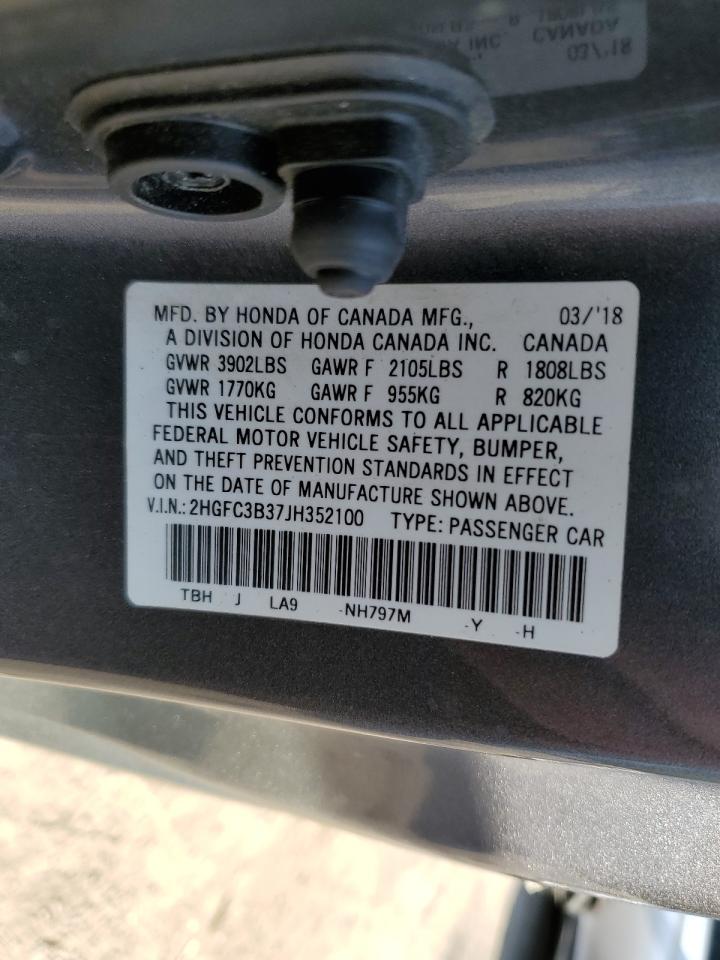 MFD. BY HONDA OF CANADA MFG., 03/'18
A DIVISION OF HONDA CANADA INC. CANADA
GVWR 3902LBS GAWR F 2105LBS R 1808LBS
GVWR 1770KG GAWR F 955KG R 820KG
THIS VEHICLE CONFORMS TO ALL APPLICABLE
FEDERAL MOTOR VEHICLE SAFETY, BUMPER,
AND THEFT PREVENTION STANDARDS IN EFFECT
ON THE DATE OF MANUFACTURE SHOWN ABOVE.
V.I.N.: 2HGFC3B37JH352100 TYPE: PASSENGER CAR
TBH J LA9 -NH797M -Y -H